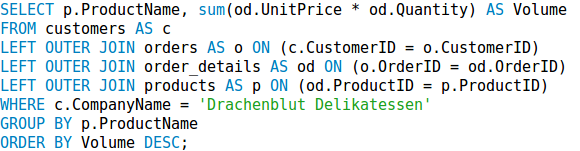 SELECT p.ProductName, sum(od.UnitPrice * od.Quantity) AS Volume
FROM customers AS c
LEFT OUTER JOIN orders AS o ON (c.CustomerID = o.CustomerID)
LEFT OUTER JOIN order_details AS od ON (o.OrderID = od.OrderID)
LEFT OUTER JOIN products AS p ON (od.ProductID = p.ProductID)
WHERE c.CompanyName = 'Drachenblut Delikatessen'
GROUP BY p.ProductName
ORDER BY Volume DESC;